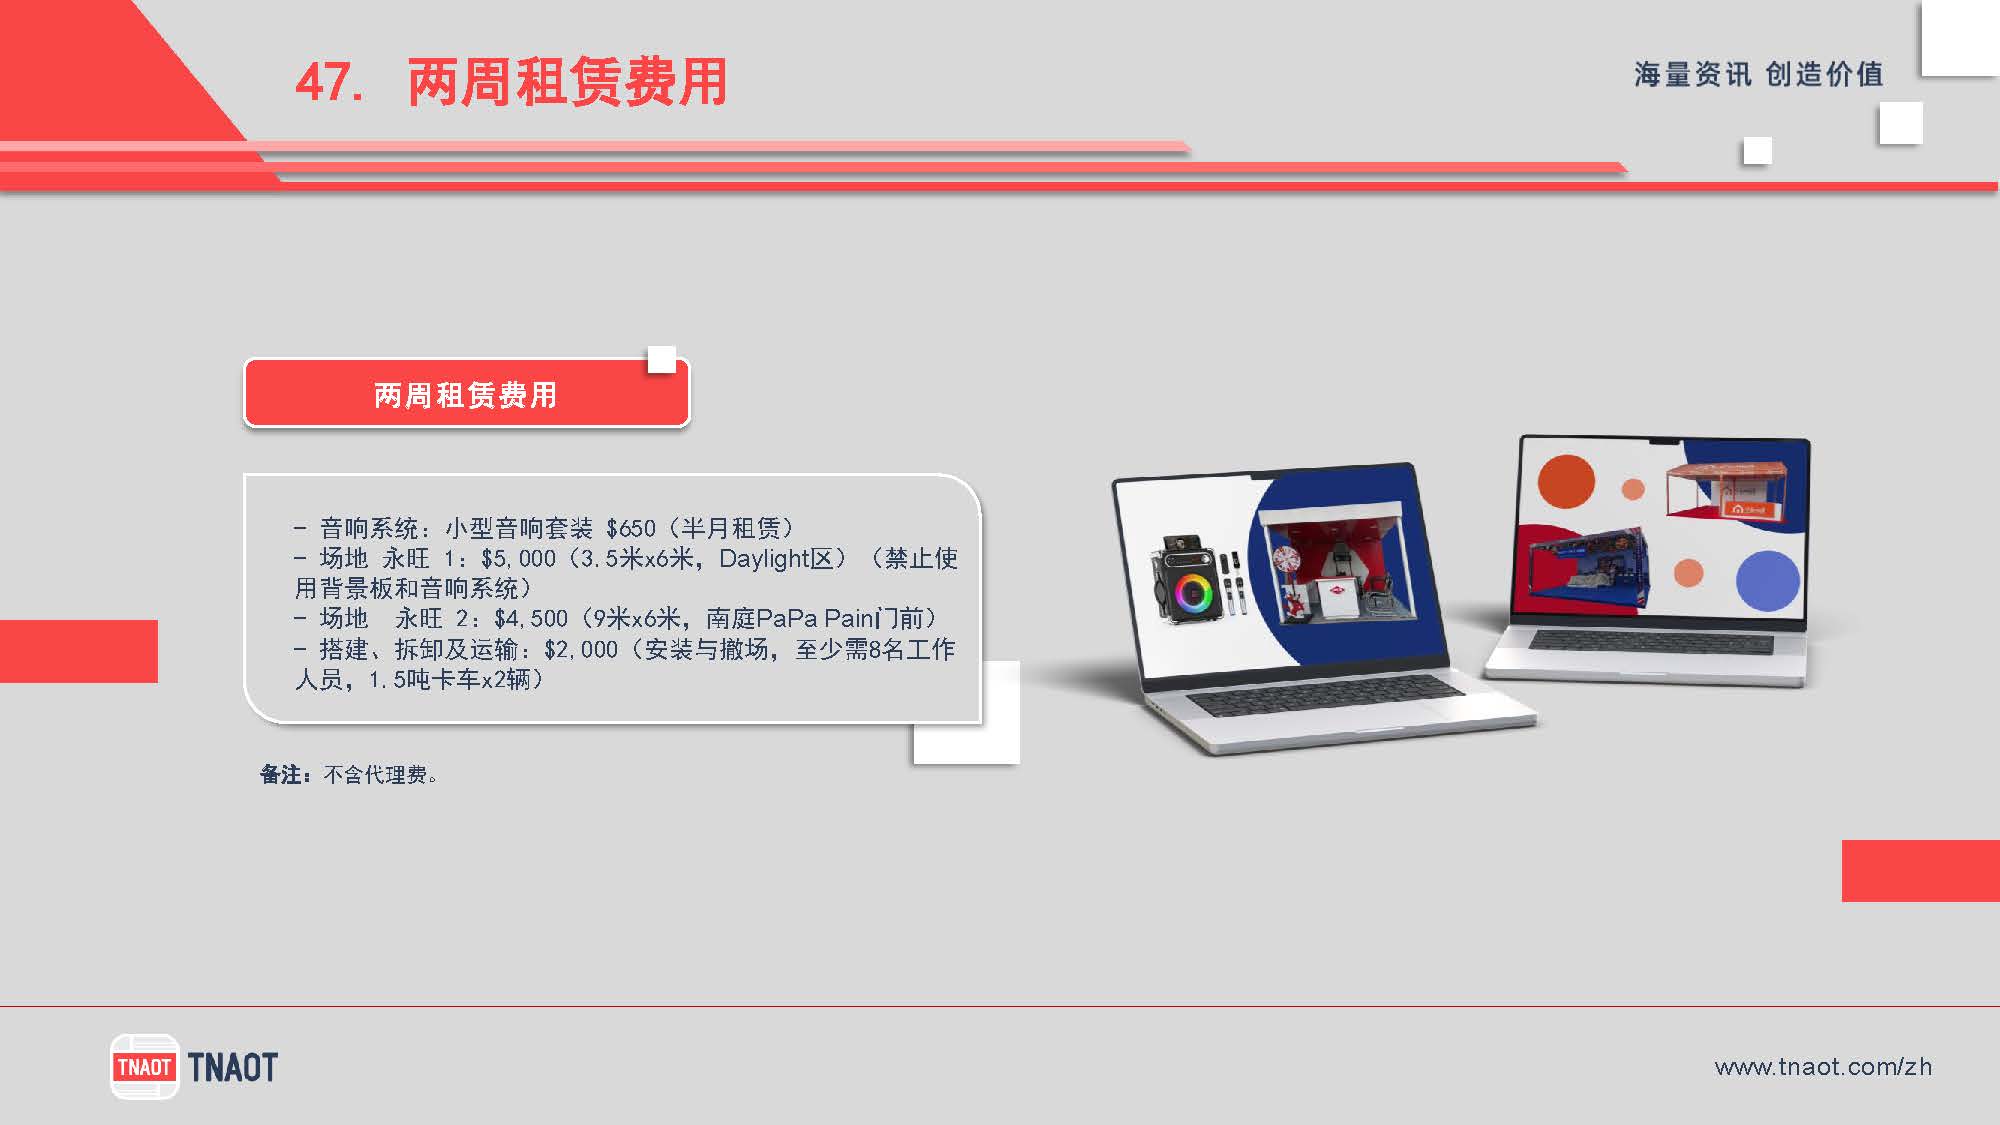 47. 两周租赁费用
海量资讯 创造价值
两周租赁费用
- 音响系统：小型音响套装 $650（半月租赁）
- 场地 永旺 1：$5,000（3.5米x6米，Daylight区）（禁止使
用背景板和音响系统）
- 场地 永旺 2：$4,500（9米x6米，南庭PaPa Pain门前）
- 搭建、拆卸及运输：$2,000（安装与撤场，至少需8名工作
人员，1.5吨卡车x2辆）
备注：不含代理费。
TNAOT TNAOT
www.tnaot.com/zh